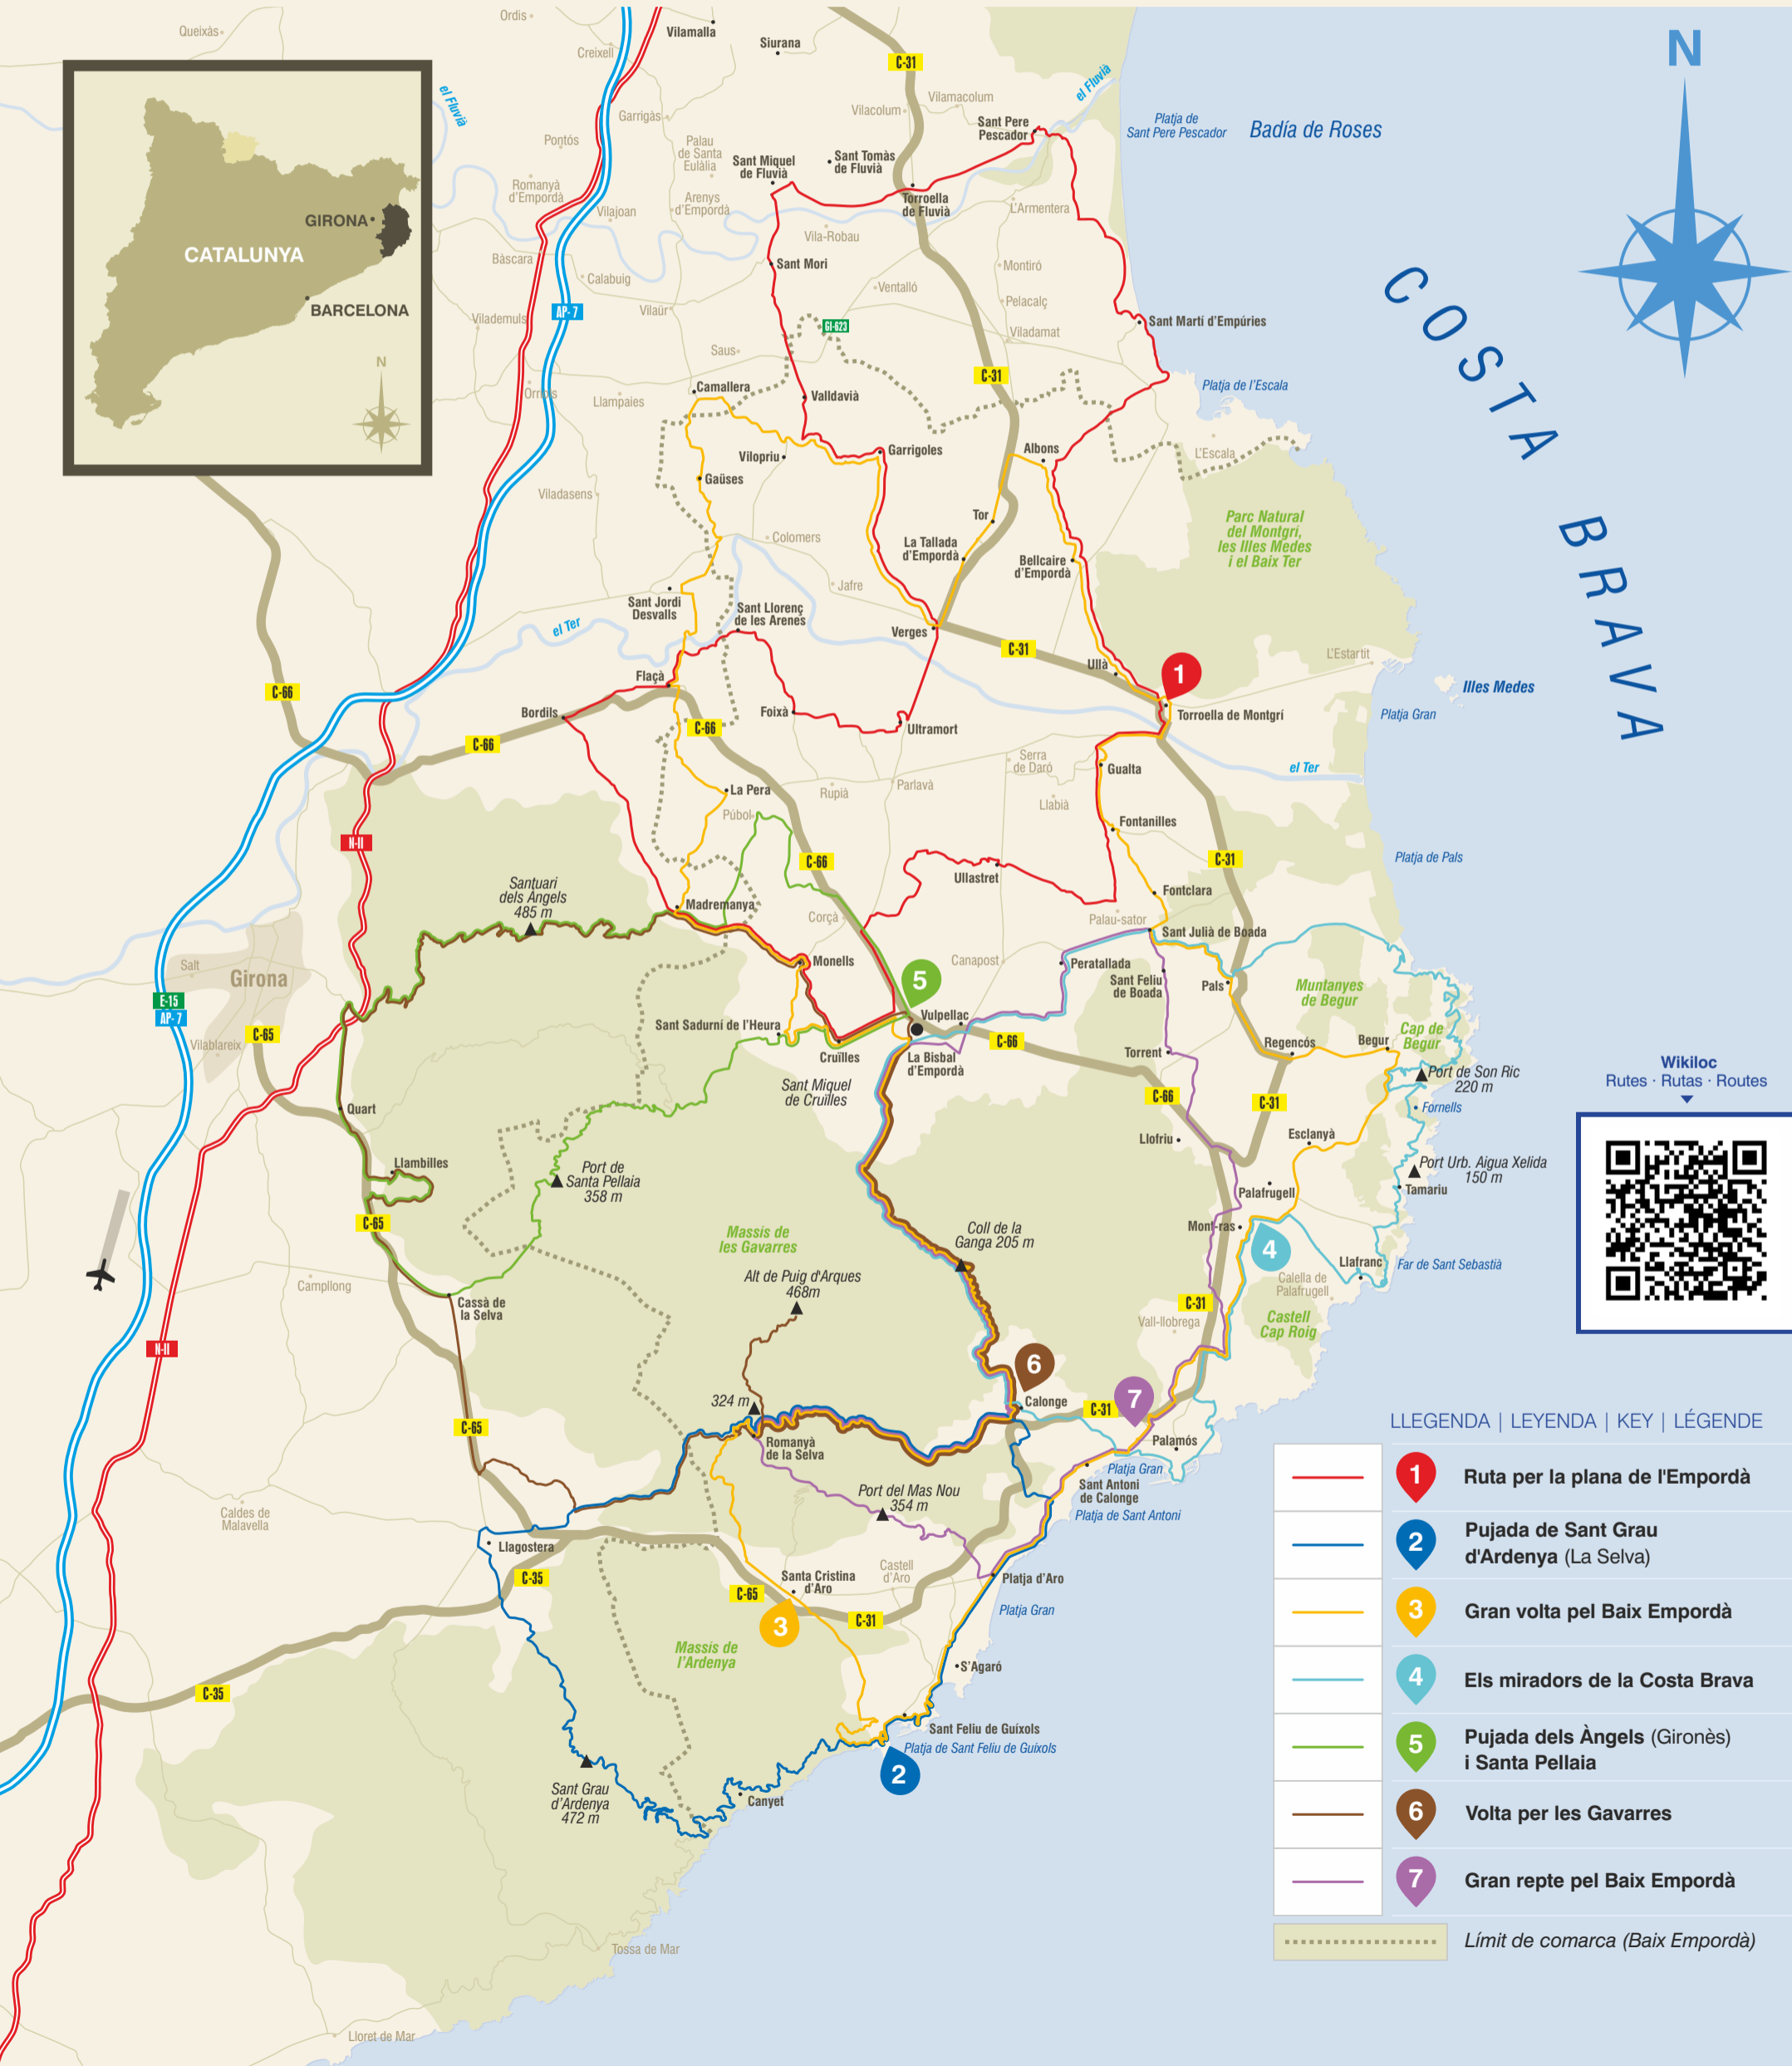 Ordis
Queixàs
Creixell
Vilamalla
Siurana
C-31
el Fluvià
el Fluvià
Garrigàs
Vilacolum
Vilamacolum
Sant Pere
Pescador
Platja de
Sant Pere Pescador
Badía de Roses
N
Pontós
Palau
de Santa
Eulàlia
Sant Miquel
de Fluvià
Sant Tomàs
de Fluvià
Romanyà
d'Empordà
Vilajoan
Arenys
d'Empordà
Torroella
de Fluvià
L'Armentera
GIRONA
CATALUNYA
BARCELONA
N
Vila-Robau
Bàscara
Calabuig
Sant Mori
Montiró
Ventalló
Pelacalç
AP-7
Vilademuls
Vilaür
GI-623
Viladamat
Sant Martí d'Empúries
COSTA BRAVA
Saus
C-31
Platja de l'Escala
Orriols
Llampaies
Camallera
Valldavià
Garrigoles
Albons
L'Escala
Vilopriu
Gaüses
Viladasens
Colomers
Tor
La Tallada
d'Empordà
Bellcaire
d'Empordà
Parc Natural
del Montgrí,
les Illes Medes
i el Baix Ter
Jafre
Sant Jordi
Desvalls
Sant Llorenç
de les Arenes
el Ter
Verges
C-31
Ullà
L'Estartit
1
Flaçà
C-66
Illes Medes
Bordils
Foixà
Ultramort
Torroella de Montgrí
Platja Gran
C-66
C-66
Serra
de Daró
Gualta
el Ter
La Pera
Púbol
Rupià
Parlavà
Llabià
Fontanilles
N-II
C-66
Ullastret
C-31
Platja de Pals
Santuari
dels Àngels
485 m
Madremanya
Corçà
Fontclara
Palau-sator
Sant Julià de Boada
Salt
Girona
Monells
5
Canapost
Peratallada
Sant Feliu
de Boada
Pals
Muntanyes
de Begur
E-15
AP-7
C-65
Vilablareix
Sant Sadurní de l'Heura
Vulpellac
Cruïlles
La Bisbal
d'Empordà
C-66
Torrent
Regencós
Begur
Cap de
Begur
Sant Miquel
de Cruïlles
Port de Son Ric
220 m
Fornells
Wikiloc
Rutes · Rutas · Routes
Quart
C-66
C-31
Llofriu
Esclanyà
Llambilles
Port de
Santa Pellaia
358 m
Port Urb. Aigua Xelida
150 m
Tamariu
Palafrugell
C-65
Massís de
les Gavarres
Coll de la
Ganga 205 m
Mont-ras
4
Llafranc
Far de Sant Sebastià
Campllong
Alt de Puig d'Arques
468m
Calella de
Palafrugell
Cassà de
la Selva
C-31
Vall-llobrega
Castell
Cap Roig
N-II
6
7
324 m
Calonge
C-31
C-65
Romanyà
de la Selva
Palamós
Platja Gran
Sant Antoni
de Calonge
Platja de Sant Antoni
Port del Mas Nou
354 m
Caldes de
Malavella
Llagostera
C-35
Santa Cristina
d'Aro
Castell
d'Aro
Platja d'Aro
C-65
3
C-31
Platja Gran
Massís de
l'Ardenya
S'Agaró
C-35
Sant Feliu de Guíxols
Platja de Sant Feliu de Guíxols
2
Sant Grau
d'Ardenya
472 m
Canyet
Tossa de Mar
Lloret de Mar
LLEGENDA | LEYENDA | KEY | LÉGENDE
1 Ruta per la plana de l'Empordà
2 Pujada de Sant Grau
d'Ardenya (La Selva)
3 Gran volta pel Baix Empordà
4 Els miradors de la Costa Brava
5 Pujada dels Àngels (Gironès)
i Santa Pellaia
6 Volta per les Gavarres
7 Gran repte pel Baix Empordà
Límit de comarca (Baix Empordà)